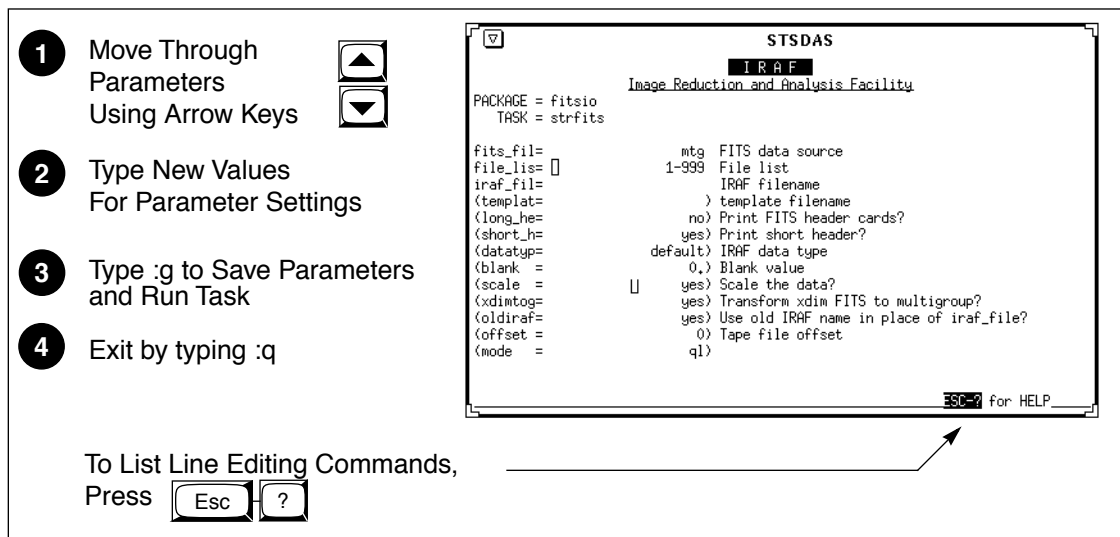 1 Move Through
Parameters
Using Arrow Keys
2 Type New Values
For Parameter Settings
3 Type :g to Save Parameters
and Run Task
4 Exit by typing :q
STSDAS
I R A F
Image Reduction and Analysis Facility
PACKAGE = fitsio
TASK = strfits
fits_fil= mtg FITS data source
file_lis= 1-999 File list
iraf_fil= IRAF filename
(templat= ) template filename
(long_he= no) Print FITS header cards?
(short_h= yes) Print short header?
(datatyp= default) IRAF data type
(blank = 0.) Blank value
(scale = yes) Scale the data?
(xdimtog= yes) Transform xdim FITS to multigroup?
(oldiraf= yes) Use old IRAF name in place of iraf_file?
(offset = 0) Tape file offset
(mode = ql)
ESC-? for HELP
To List Line Editing Commands,
Press Esc ?